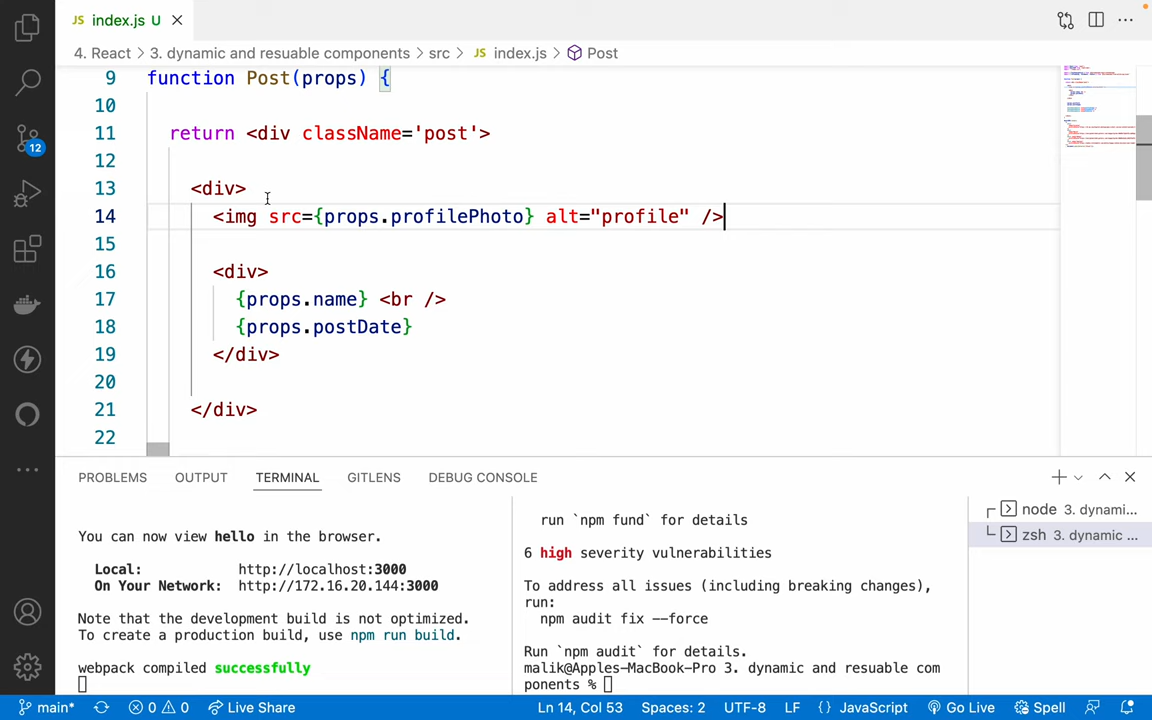 JS index.js U
4. React > 3. dynamic and resuable components > src > JS index.js > Post
9 function Post(props) {
10
11 return <div className='post'>
12
13 <div>
14 <img src={props.profilePhoto} alt="profile" />
15
16 <div>
17 {props.name} <br />
18 {props.postDate}
19 </div>
20
21 </div>
22
12
PROBLEMS OUTPUT TERMINAL GITLENS DEBUG CONSOLE
You can now view hello in the browser.
Local: http://localhost:3000
On Your Network: http://172.16.20.144:3000
Note that the development build is not optimized.
To create a production build, use npm run build.
webpack compiled successfully
run `npm fund` for details
6 high severity vulnerabilities
To address all issues (including breaking changes),
run:
npm audit fix --force
Run `npm audit` for details.
malik@Apples-MacBook-Pro 3. dynamic and resuable com
ponents %
node 3. dynami...
zsh 3. dynamic ...
main* 0 0 Live Share Ln 14, Col 53 Spaces: 2 UTF-8 LF {} JavaScript Go Live Spell